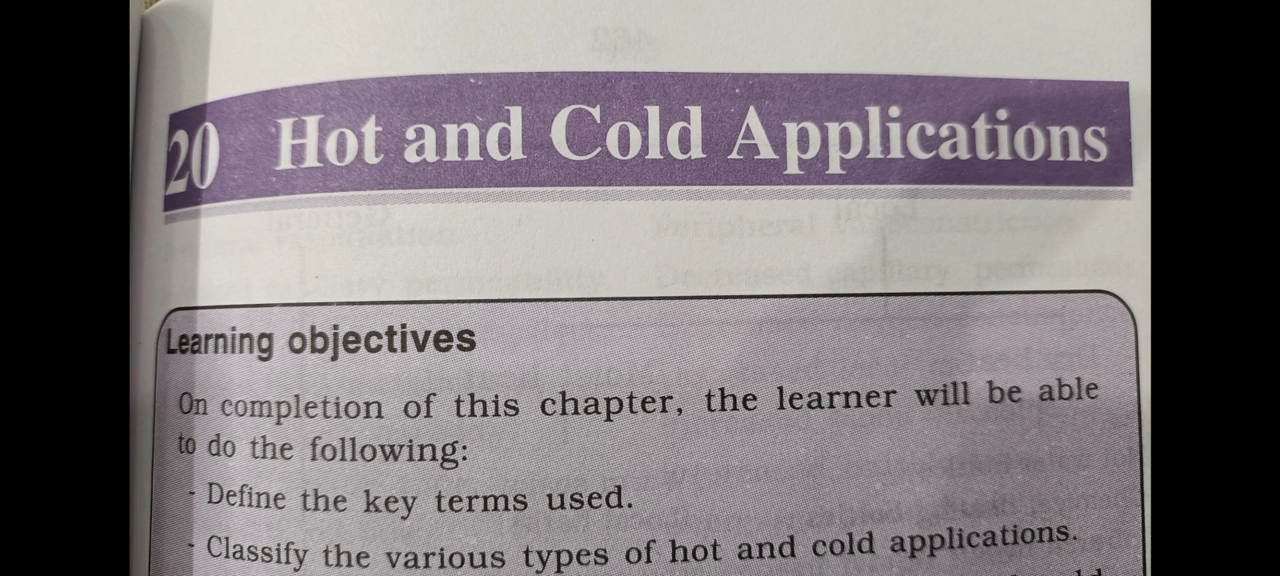 20 Hot and Cold Applications
Learning objectives
On completion of this chapter, the learner will be able
to do the following:
- Define the key terms used.
- Classify the various types of hot and cold applications.